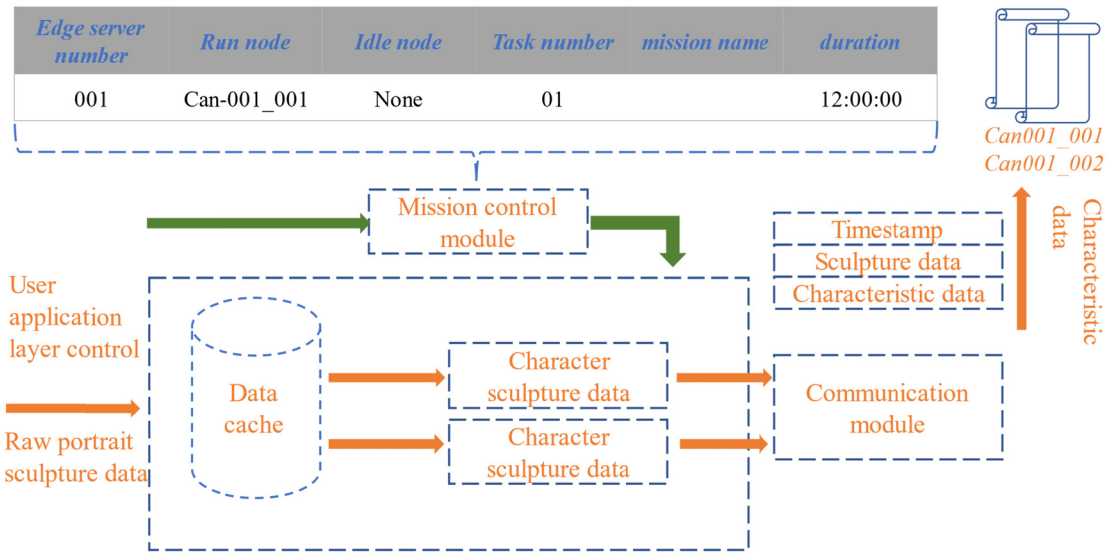 Edge server number
Run node
Idle node
Task number
mission name
duration
001
Can-001_001
None
01
12:00:00
Can001_001
Can001_002
Mission control
module
Timestamp
Sculpture data
Characteristic data
Characteristic
data
User
application
layer control
Raw portrait
sculpture data
Data
cache
Character
sculpture data
Character
sculpture data
Communication
module